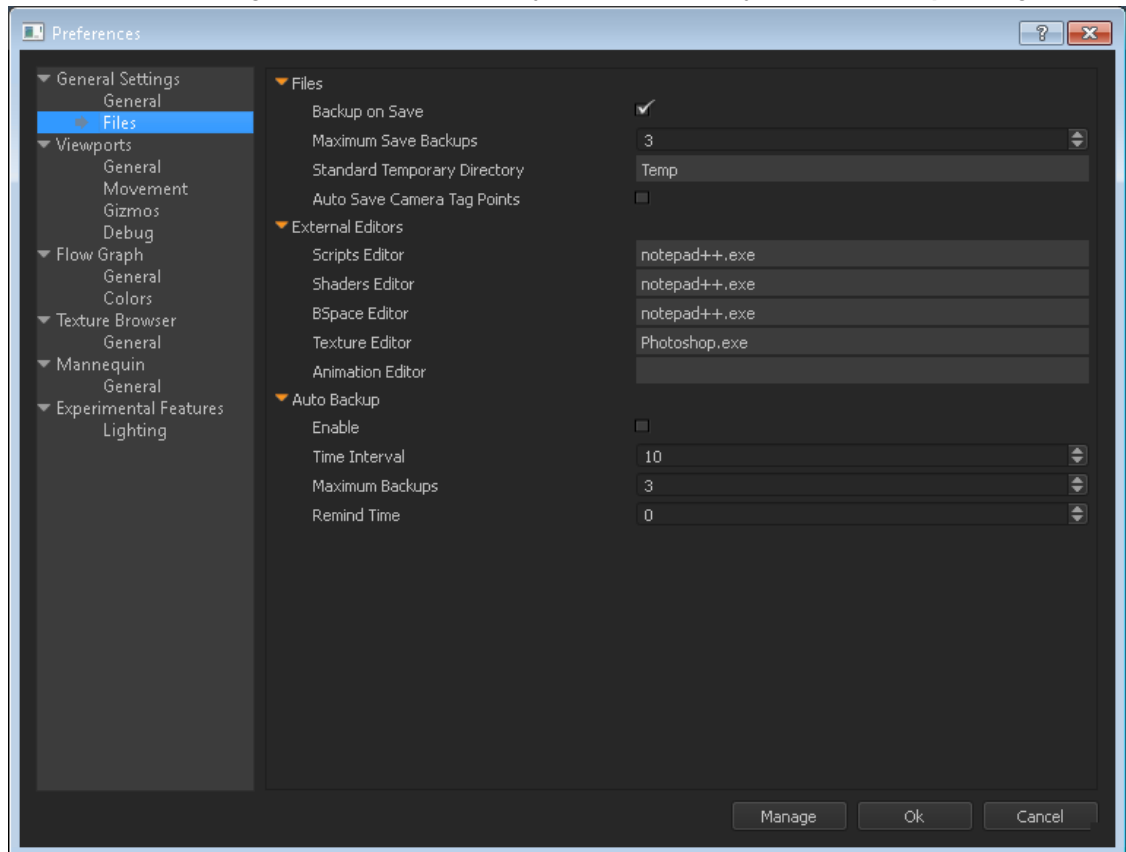 Preferences
General Settings
General
Files
Viewports
General
Movement
Gizmos
Debug
Flow Graph
General
Colors
Texture Browser
General
Mannequin
General
Experimental Features
Lighting
Files
Backup on Save
Maximum Save Backups 3
Standard Temporary Directory Temp
Auto Save Camera Tag Points
External Editors
Scripts Editor notepad++.exe
Shaders Editor notepad++.exe
BSpace Editor notepad++.exe
Texture Editor Photoshop.exe
Animation Editor
Auto Backup
Enable
Time Interval 10
Maximum Backups 3
Remind Time 0
Manage Ok Cancel